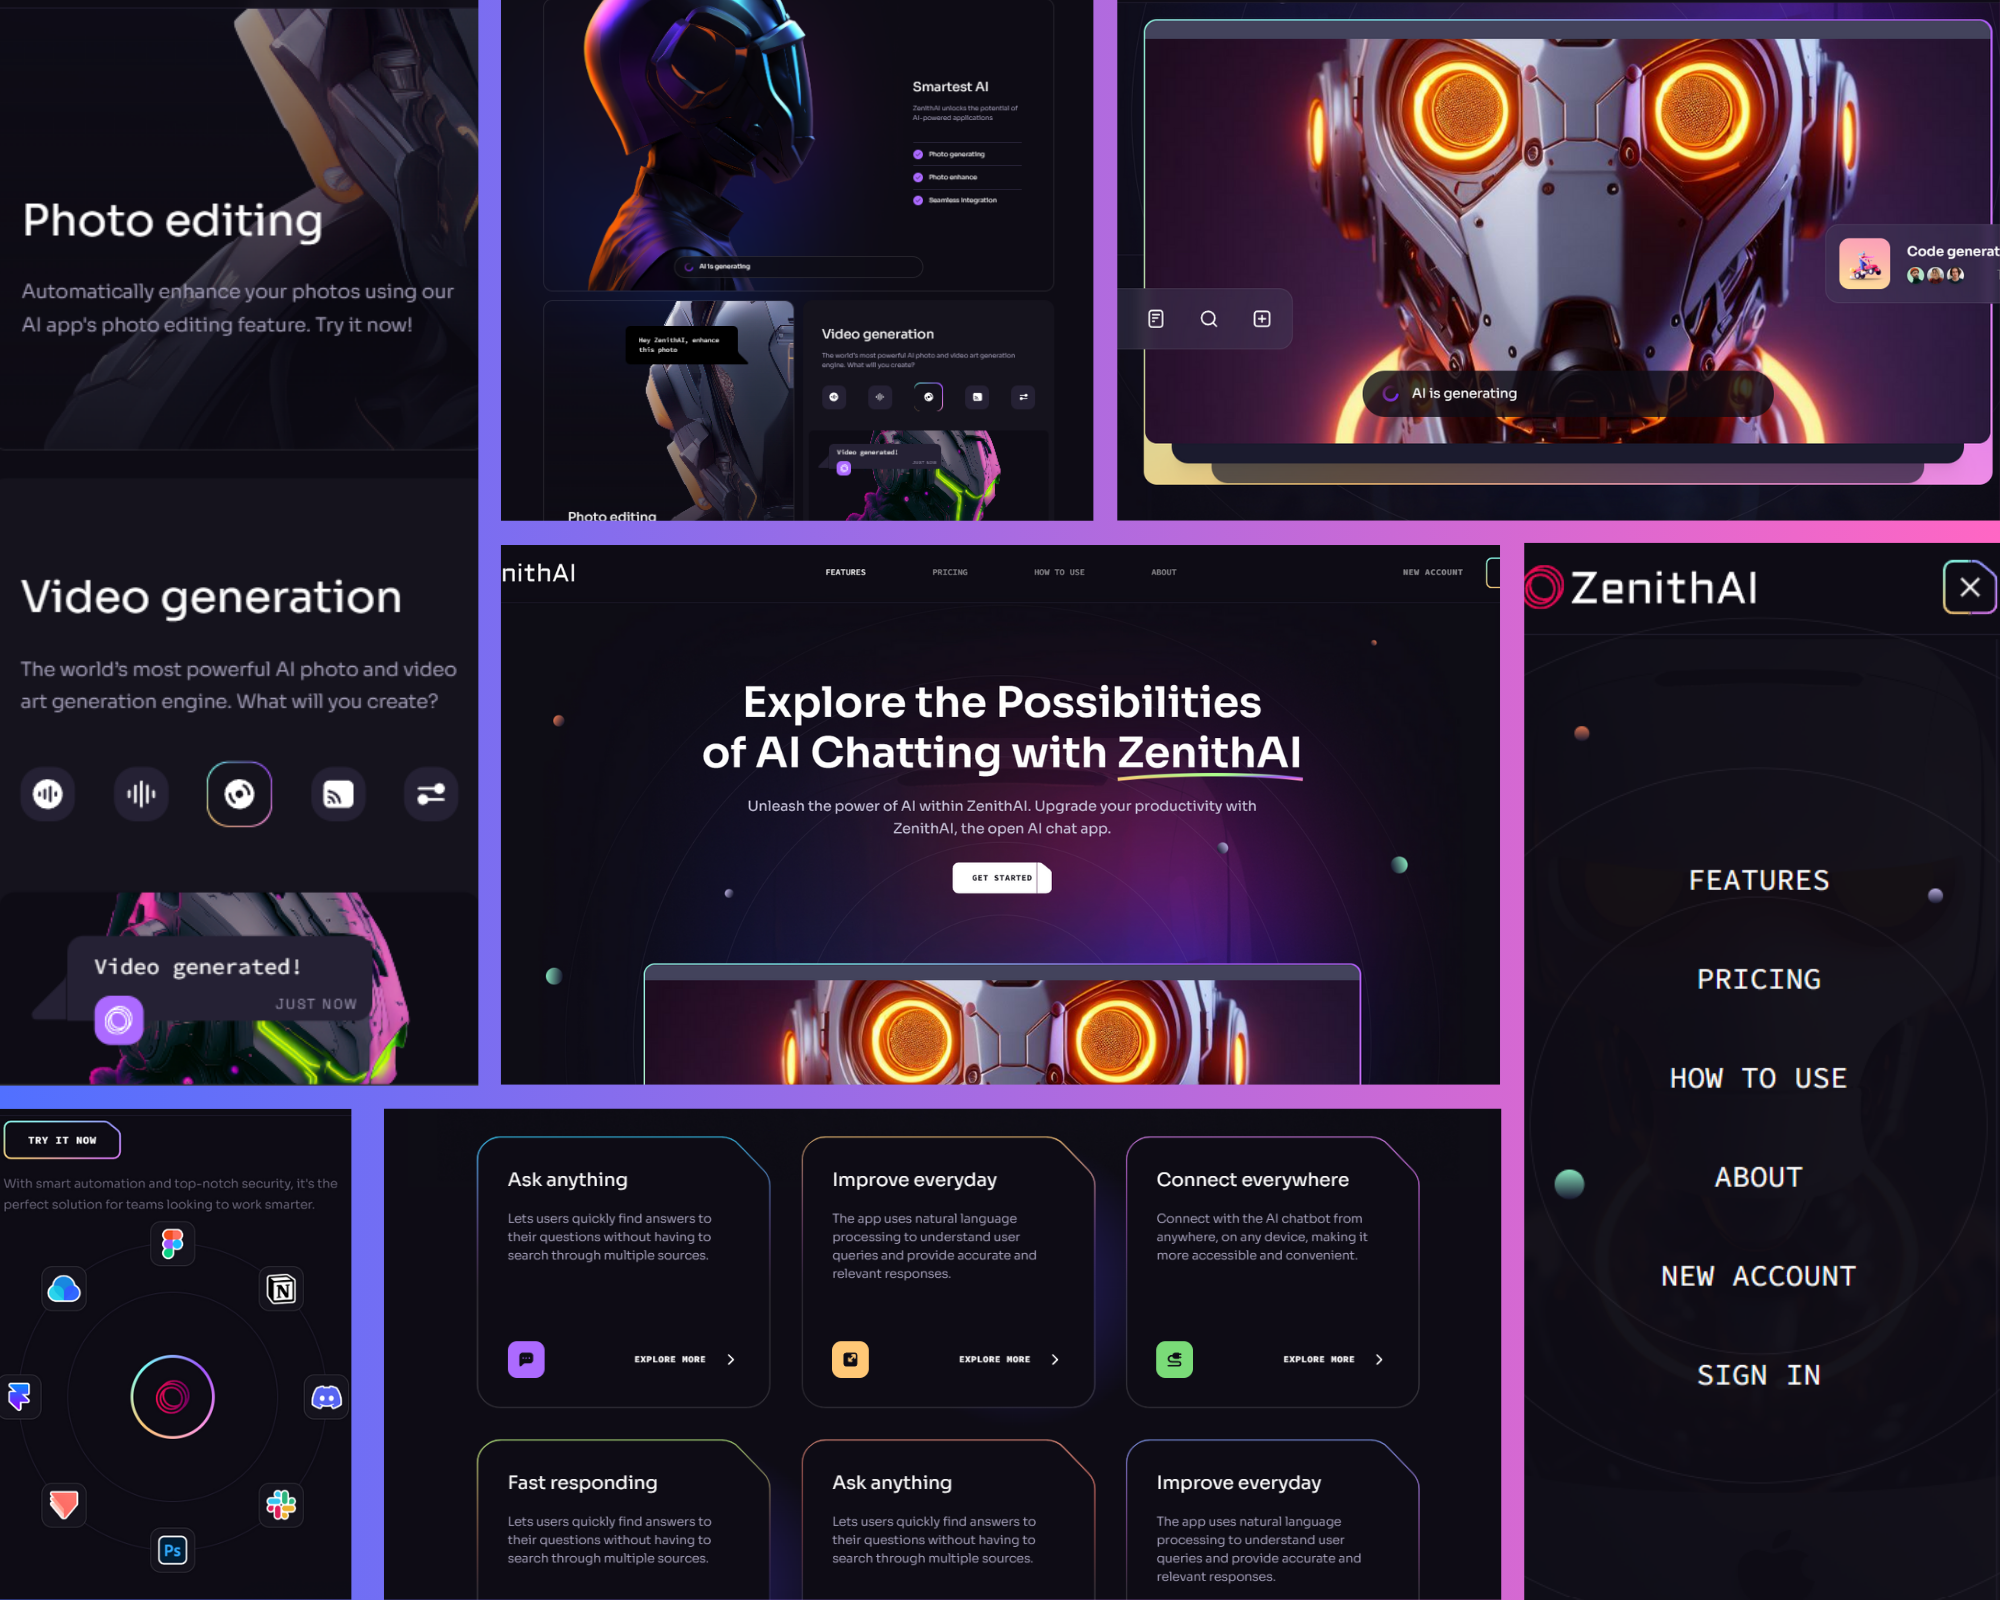 Photo editing
Automatically enhance your photos using our
AI app's photo editing feature. Try it now!
Video generation
The world's most powerful AI photo and video
art generation engine. What will you create?
Video generated!
JUST NOW
Smartest AI
ZenithAI unlocks the potential of
AI-powered applications
Photo generating
Photo enhance
Seamless Integration
AI is generating
Hey ZenithAI, enhance
this photo
Photo editing
Video generation
The world's most powerful AI photo and video art generation
engine. What will you create?
Video generated!
JUST NOW
Code generat
AI is generating
nithAI
FEATURES
PRICING
HOW TO USE
ABOUT
NEW ACCOUNT
Explore the Possibilities
of AI Chatting with ZenithAI
Unleash the power of AI within ZenithAI. Upgrade your productivity with
ZenithAI, the open AI chat app.
GET STARTED
ZenithAI
FEATURES
PRICING
HOW TO USE
ABOUT
NEW ACCOUNT
SIGN IN
TRY IT NOW
With smart automation and top-notch security, it's the
perfect solution for teams looking to work smarter.
N
Ps
Ask anything
Lets users quickly find answers to
their questions without having to
search through multiple sources.
EXPLORE MORE
Improve everyday
The app uses natural language
processing to understand user
queries and provide accurate and
relevant responses.
EXPLORE MORE
Connect everywhere
Connect with the AI chatbot from
anywhere, on any device, making it
more accessible and convenient.
EXPLORE MORE
Fast responding
Lets users quickly find answers to
their questions without having to
search through multiple sources.
Ask anything
Lets users quickly find answers to
their questions without having to
search through multiple sources.
Improve everyday
The app uses natural language
processing to understand user
queries and provide accurate and
relevant responses.